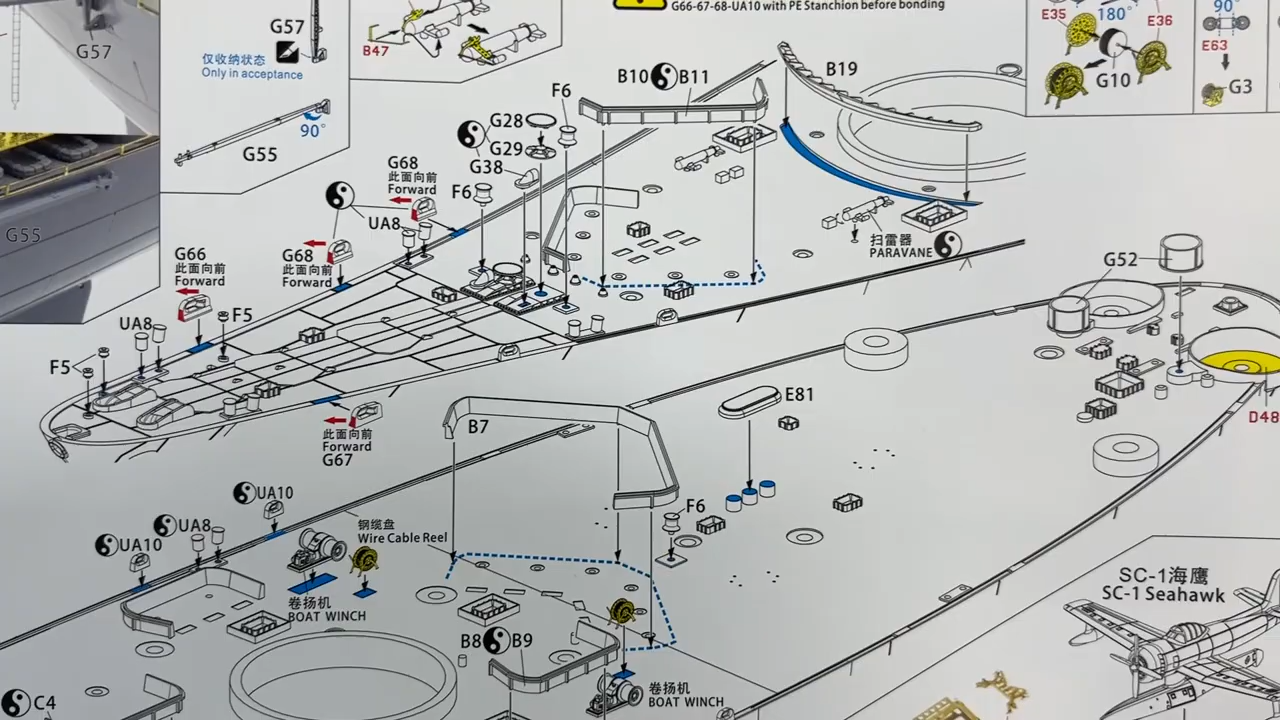 G66-67-68-UA10 with PE Stanchion before bonding
G57
G57
仅收纳状态
Only in acceptance
90°
G55
G55
B47
E35
180°
E36
G10
90°
E63
G3
B10
B11
B19
F6
G28
G29
G38
F6
G68
此面向前
Forward
UA8
G68
此面向前
Forward
G66
此面向前
Forward
UA8
F5
F5
此面向前
Forward
G67
扫雷器
PARAVANE
G52
D48
B7
E81
F6
UA10
UA8
UA10
钢缆盘
Wire Cable Reel
卷扬机
BOAT WINCH
B8
B9
卷扬机
BOAT WINCH
C4
SC-1海鹰
SC-1 Seahawk